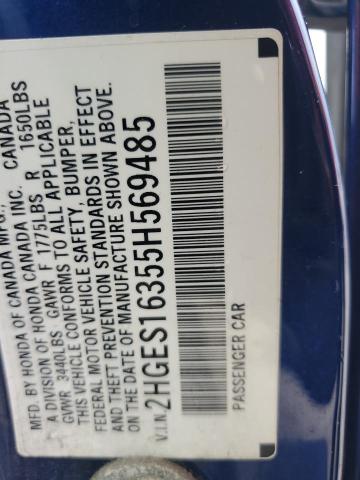 MFD. BY HONDA OF CANADA MFG., CANADA
A DIVISION OF HONDA CANADA INC.
GVWR 3440LBS GAWR F 1775LBS R 1650LBS
THIS VEHICLE CONFORMS TO ALL APPLICABLE
FEDERAL MOTOR VEHICLE SAFETY, BUMPER,
AND THEFT PREVENTION STANDARDS IN EFFECT
ON THE DATE OF MANUFACTURE SHOWN ABOVE.
V.I.N. 2HGES16355H569485
PASSENGER CAR